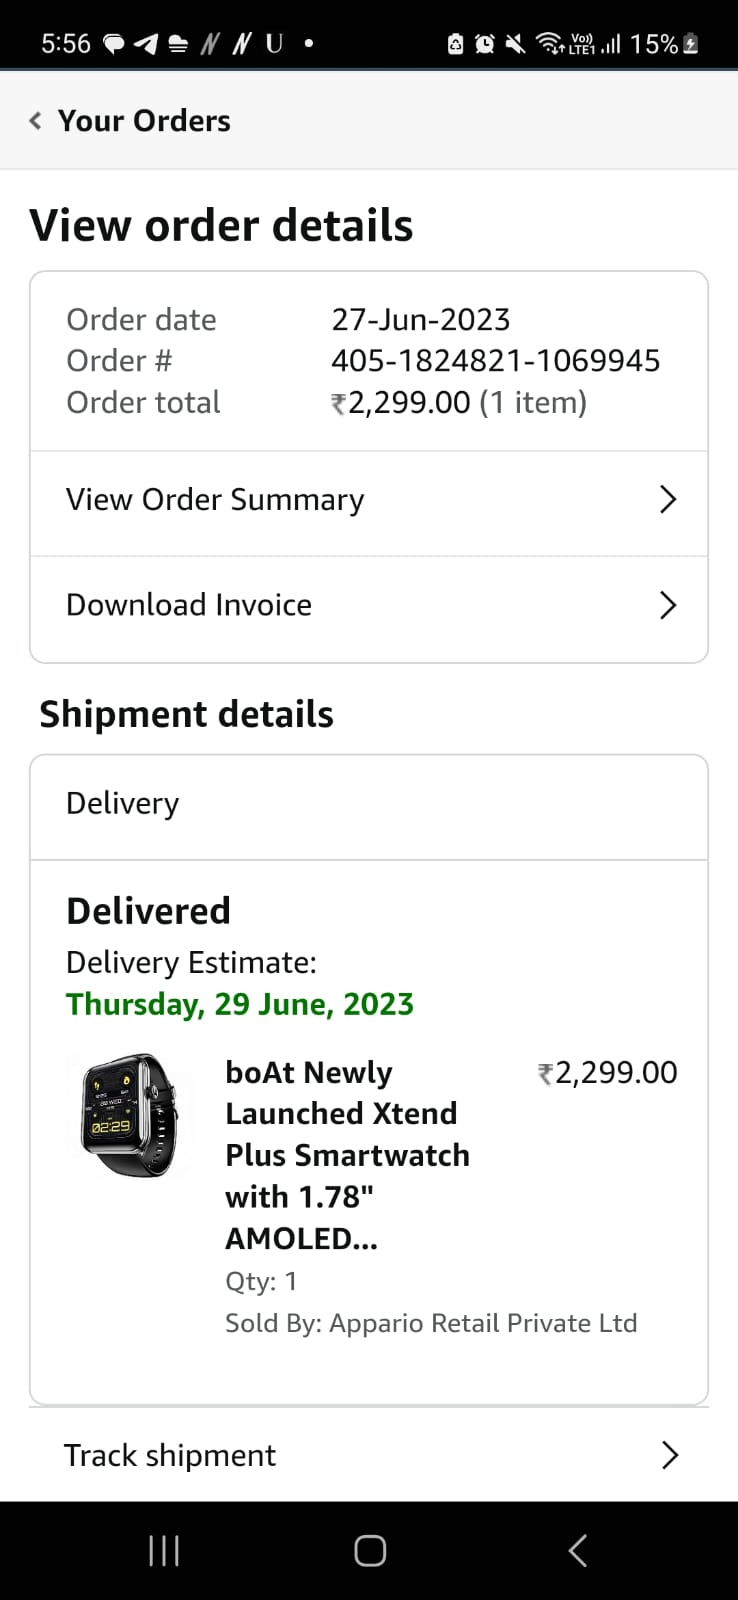 5:56 N N U • Vo)) LTE1 15%
Your Orders
View order details
Order date 27-Jun-2023
Order # 405-1824821-1069945
Order total ₹2,299.00 (1 item)
View Order Summary
Download Invoice
Shipment details
Delivery
Delivered
Delivery Estimate:
Thursday, 29 June, 2023
boAt Newly ₹2,299.00
Launched Xtend
Plus Smartwatch
with 1.78"
AMOLED...
Qty: 1
Sold By: Appario Retail Private Ltd
02:29
Track shipment